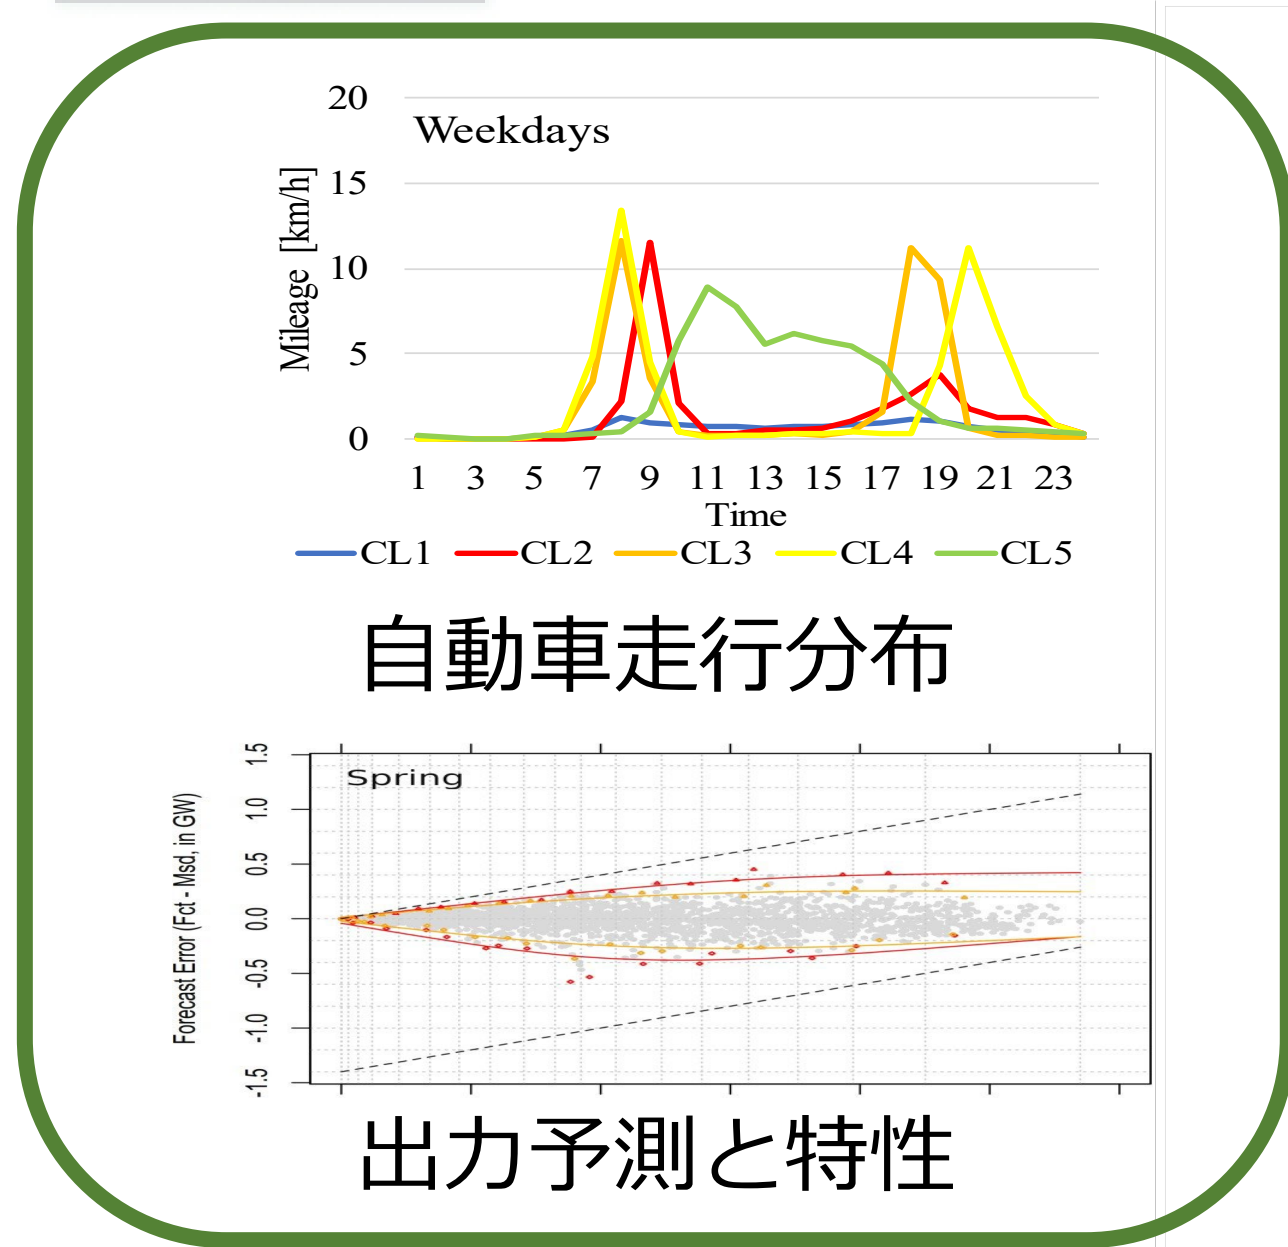 20
Weekdays
15
10
5
0
Mileage [km/h]
1 3 5 7 9 11 13 15 17 19 21 23
Time
CL1 CL2 CL3 CL4 CL5
自動車走行分布
1.5
1.0
0.5
0.0
-0.5
-1.0
-1.5
Forecast Error (Fct - Msd, in GW)
Spring
出力予測と特性